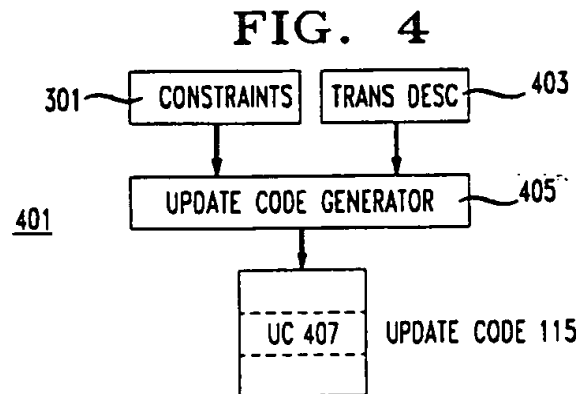 FIG. 4
301 CONSTRAINTS TRANS DESC 403
UPDATE CODE GENERATOR 405
401
UC 407 UPDATE CODE 115